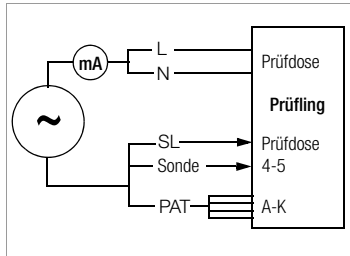 mA
L
N
Prüfdose
Prüfling
~
SL
Prüfdose
Sonde
4-5
PAT
A-K